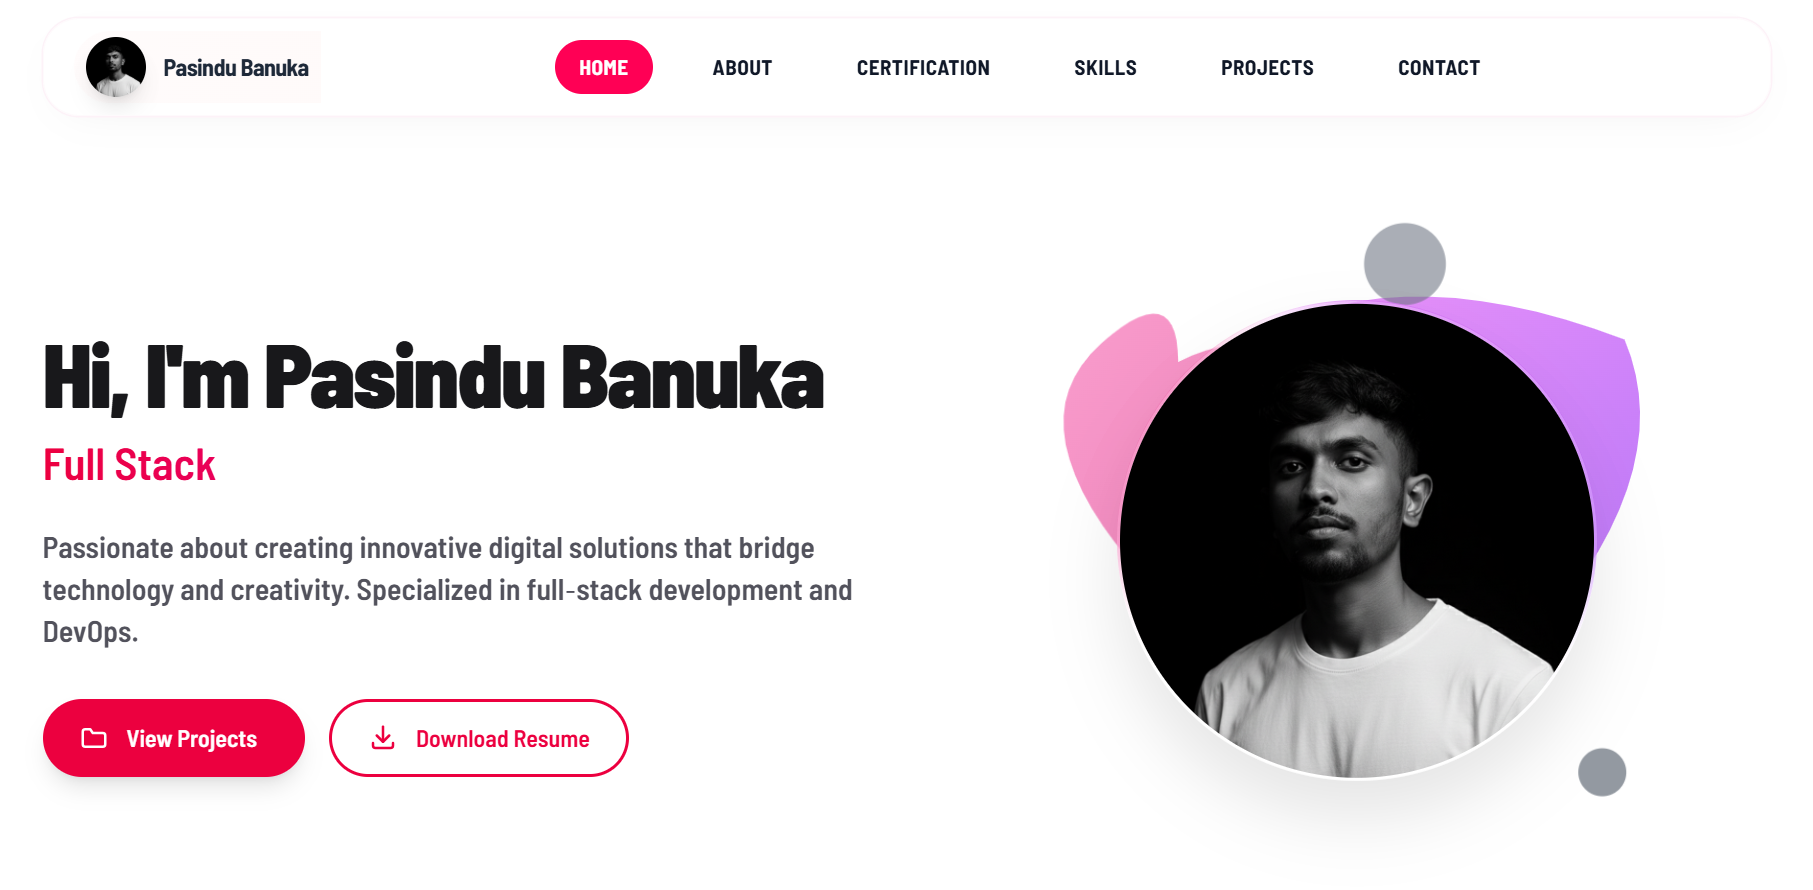 Pasindu Banuka
HOME
ABOUT
CERTIFICATION
SKILLS
PROJECTS
CONTACT
Hi, I'm Pasindu Banuka
Full Stack
Passionate about creating innovative digital solutions that bridge
technology and creativity. Specialized in full-stack development and
DevOps.
View Projects
Download Resume